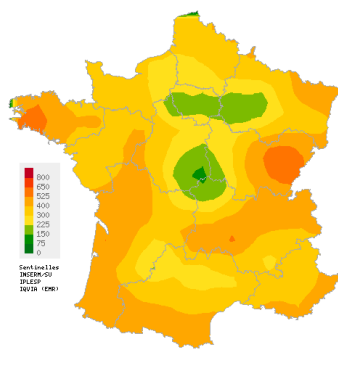 800
650
525
400
300
225
150
75
0
Sentinelles
INSERM/SU
IPLESP
IQVIA (EMR)